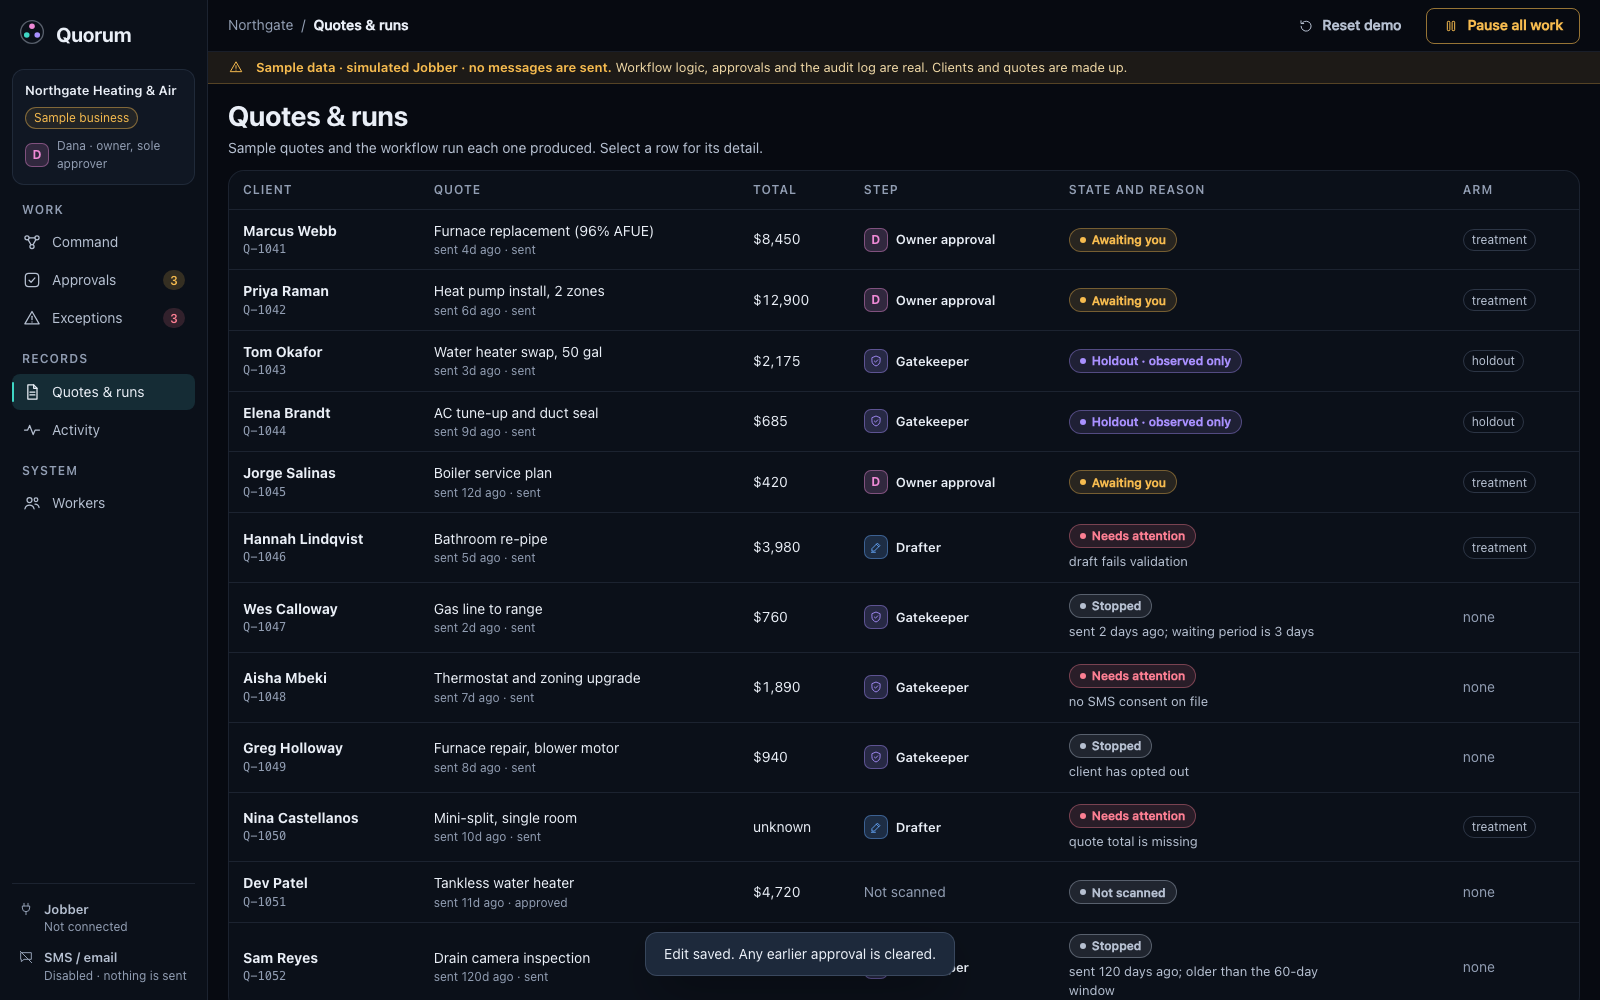 Quorum
Northgate Heating & Air
Sample business
D
Dana · owner, sole
approver
WORK
Command
Approvals 3
Exceptions 3
RECORDS
Quotes & runs
Activity
SYSTEM
Workers
Jobber
Not connected
SMS / email
Disabled · nothing is sent
Northgate / Quotes & runs
Reset demo
Pause all work
Sample data · simulated Jobber · no messages are sent. Workflow logic, approvals and the audit log are real. Clients and quotes are made up.
Quotes & runs
Sample quotes and the workflow run each one produced. Select a row for its detail.
CLIENT QUOTE TOTAL STEP STATE AND REASON ARM
Marcus Webb Furnace replacement (96% AFUE) $8,450 D Owner approval Awaiting you treatment
Q-1041 sent 4d ago · sent
Priya Raman Heat pump install, 2 zones $12,900 D Owner approval Awaiting you treatment
Q-1042 sent 6d ago · sent
Tom Okafor Water heater swap, 50 gal $2,175 Gatekeeper Holdout · observed only holdout
Q-1043 sent 3d ago · sent
Elena Brandt AC tune-up and duct seal $685 Gatekeeper Holdout · observed only holdout
Q-1044 sent 9d ago · sent
Jorge Salinas Boiler service plan $420 D Owner approval Awaiting you treatment
Q-1045 sent 12d ago · sent
Hannah Lindqvist Bathroom re-pipe $3,980 Drafter Needs attention treatment
Q-1046 sent 5d ago · sent draft fails validation
Wes Calloway Gas line to range $760 Gatekeeper Stopped none
Q-1047 sent 2d ago · sent sent 2 days ago; waiting period is 3 days
Aisha Mbeki Thermostat and zoning upgrade $1,890 Gatekeeper Needs attention none
Q-1048 sent 7d ago · sent no SMS consent on file
Greg Holloway Furnace repair, blower motor $940 Gatekeeper Stopped none
Q-1049 sent 8d ago · sent client has opted out
Nina Castellanos Mini-split, single room unknown Drafter Needs attention treatment
Q-1050 sent 10d ago · sent quote total is missing
Dev Patel Tankless water heater $4,720 Not scanned Not scanned none
Q-1051 sent 11d ago · approved
Sam Reyes Drain camera inspection Stopped none
Q-1052 sent 120d ago · sent sent 120 days ago; older than the 60-day
window
Edit saved. Any earlier approval is cleared.